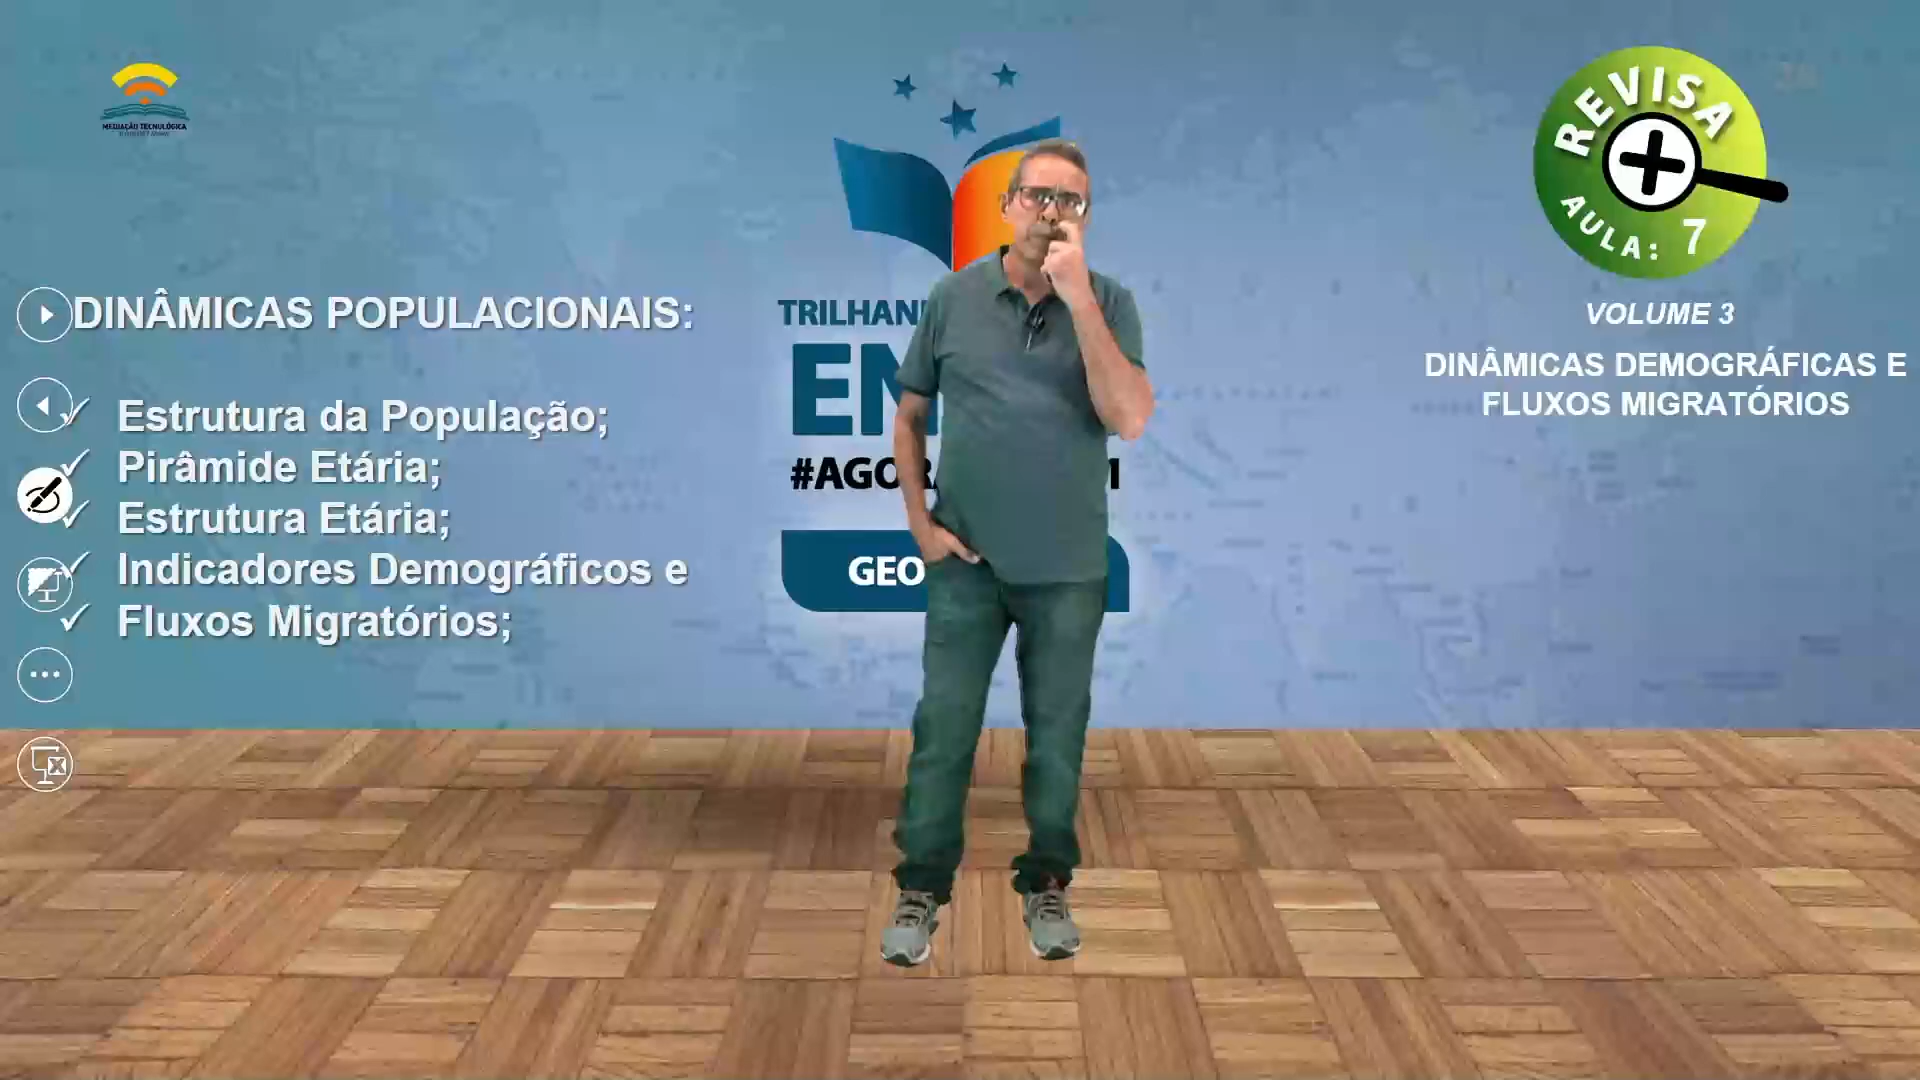 MEDIAÇÃO TECNOLÓGICA
REVISA
AULA: 7
VOLUME 3
DINÂMICAS DEMOGRÁFICAS E
FLUXOS MIGRATÓRIOS
DINÂMICAS POPULACIONAIS:
Estrutura da População;
Pirâmide Etária;
Estrutura Etária;
Indicadores Demográficos e
Fluxos Migratórios;
TRILHAN
EN
#AGOR
GEO